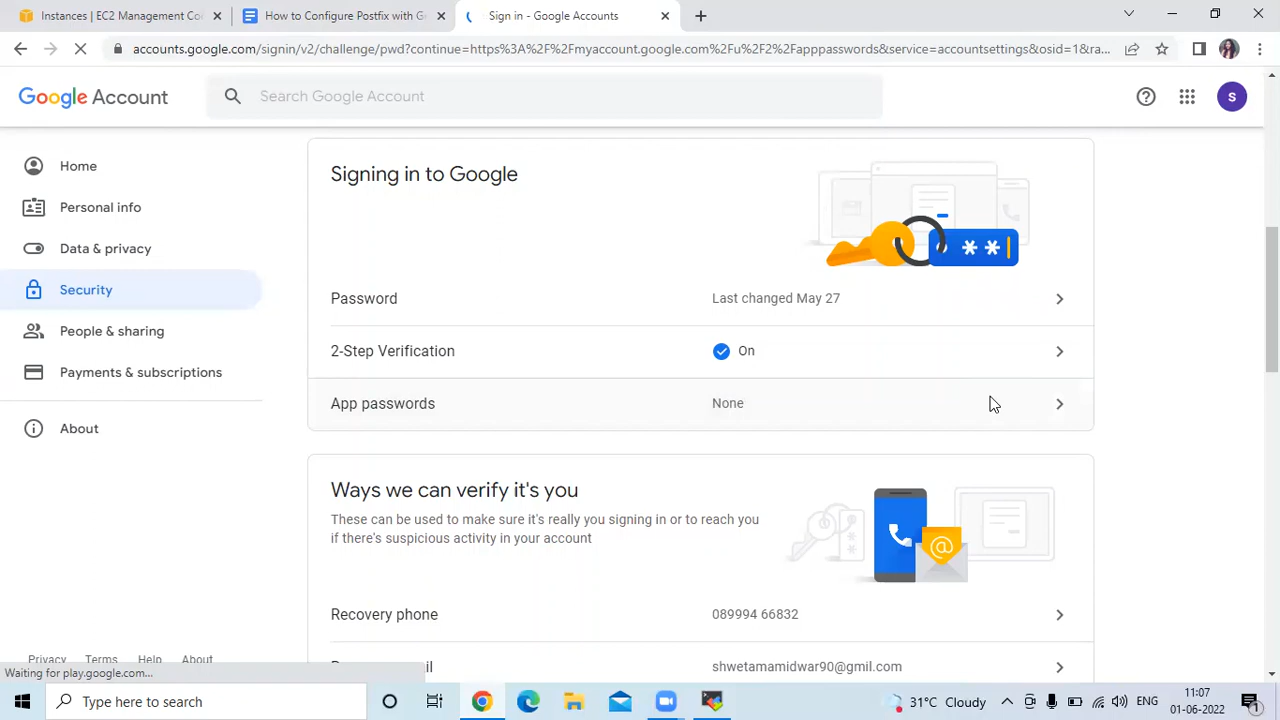 Instances | EC2 Management Co
How to Configure Postfix with G
Sign in - Google Accounts
accounts.google.com/signin/v2/challenge/pwd?continue=https%3A%2F%2Fmyaccount.google.com%2Fu%2F2%2Fapppasswords&service=accountsettings&osid=1&ra...
Google Account
Search Google Account
S
Home
Personal info
Data & privacy
Security
People & sharing
Payments & subscriptions
About
Signing in to Google
* *
Password
Last changed May 27
2-Step Verification
On
App passwords
None
Ways we can verify it's you
These can be used to make sure it's really you signing in or to reach you
if there's suspicious activity in your account
@
Recovery phone
089994 66832
shwetamamidwar90@gmil.com
Privacy Terms Help About
Waiting for play.google.com...
Type here to search
31°C Cloudy
11:07
01-06-2022
1